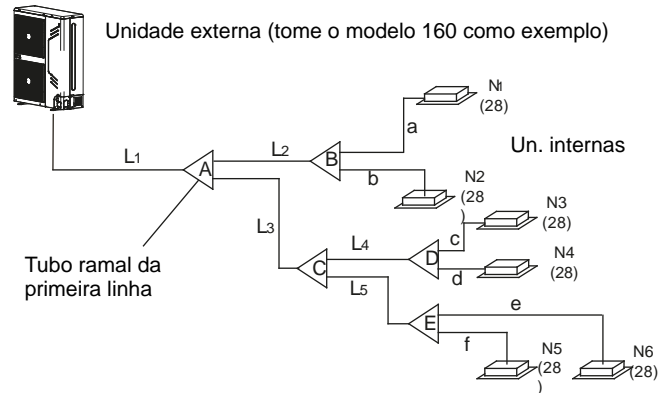 Unidade externa (tome o modelo 160 como exemplo)
N1
(28)
a
Un. internas
L1
A
L2
B
b
N2
(28
)
N3
(28)
L3
L4
c
D
N4
(28)
d
C
Tubo ramal da
primeira linha
L5
e
E
f
N5
(28
)
N6
(28)